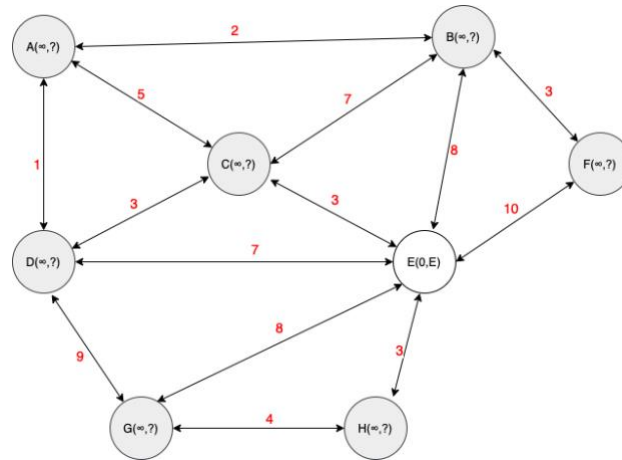 2
B(∞,?)
A(∞,?)
5
7
3
C(∞,?)
8
F(∞,?)
1
3
3
10
D(∞,?)
7
E(0,E)
9
8
3
G(∞,?)
4
H(∞,?)